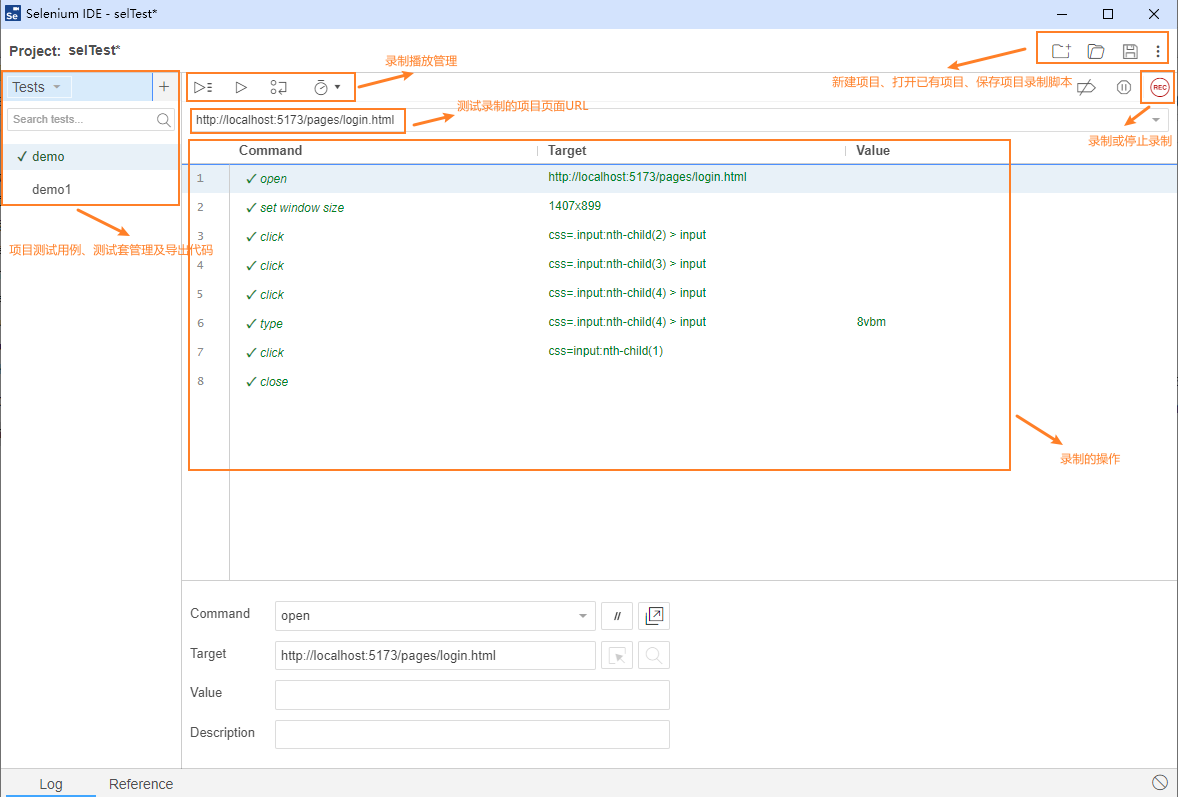 Selenium IDE - selTest*
Project: selTest*
录制播放管理
新建项目、打开已有项目、保存项目录制脚本
Tests
REC
Search tests...
测试录制的项目页面URL
http://localhost:5173/pages/login.html
录制或停止录制
Command Target Value
demo
demo1
项目测试用例、测试套管理及导出代码
1 open http://localhost:5173/pages/login.html
2 set window size 1407x899
3 click css=.input:nth-child(2) > input
4 click css=.input:nth-child(3) > input
5 click css=.input:nth-child(4) > input
6 type css=.input:nth-child(4) > input 8vbm
7 click css=input:nth-child(1)
8 close
录制的操作
Command open //
Target http://localhost:5173/pages/login.html
Value
Description
Log Reference